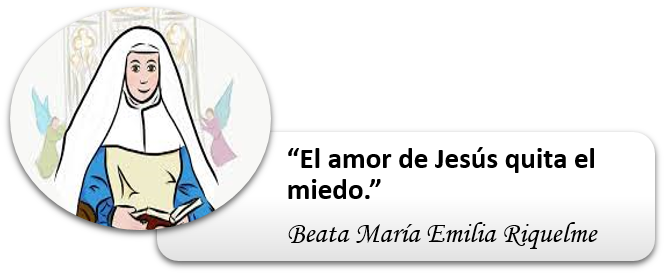 “El amor de Jesús quita el
miedo.”
Beata María Emilia Riquelme